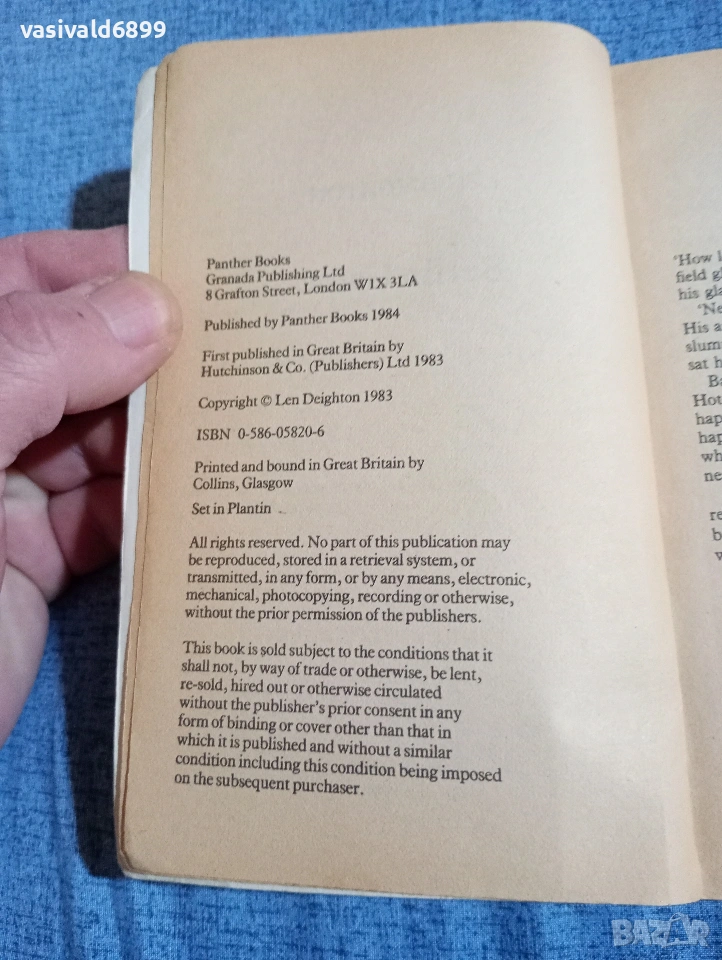 vasivald6899
Panther Books
Granada Publishing Ltd
8 Grafton Street, London W1X 3LA
Published by Panther Books 1984
First published in Great Britain by
Hutchinson & Co. (Publishers) Ltd 1983
Copyright © Len Deighton 1983
ISBN 0-586-05820-6
Printed and bound in Great Britain by
Collins, Glasgow
Set in Plantin
All rights reserved. No part of this publication may
be reproduced, stored in a retrieval system, or
transmitted, in any form, or by any means, electronic,
mechanical, photocopying, recording or otherwise,
without the prior permission of the publishers.
This book is sold subject to the conditions that it
shall not, by way of trade or otherwise, be lent,
re-sold, hired out or otherwise circulated
without the publisher's prior consent in any
form of binding or cover other than that in
which it is published and without a similar
condition including this condition being imposed
on the subsequent purchaser.
'How
field
his
His
sat
BAZAR